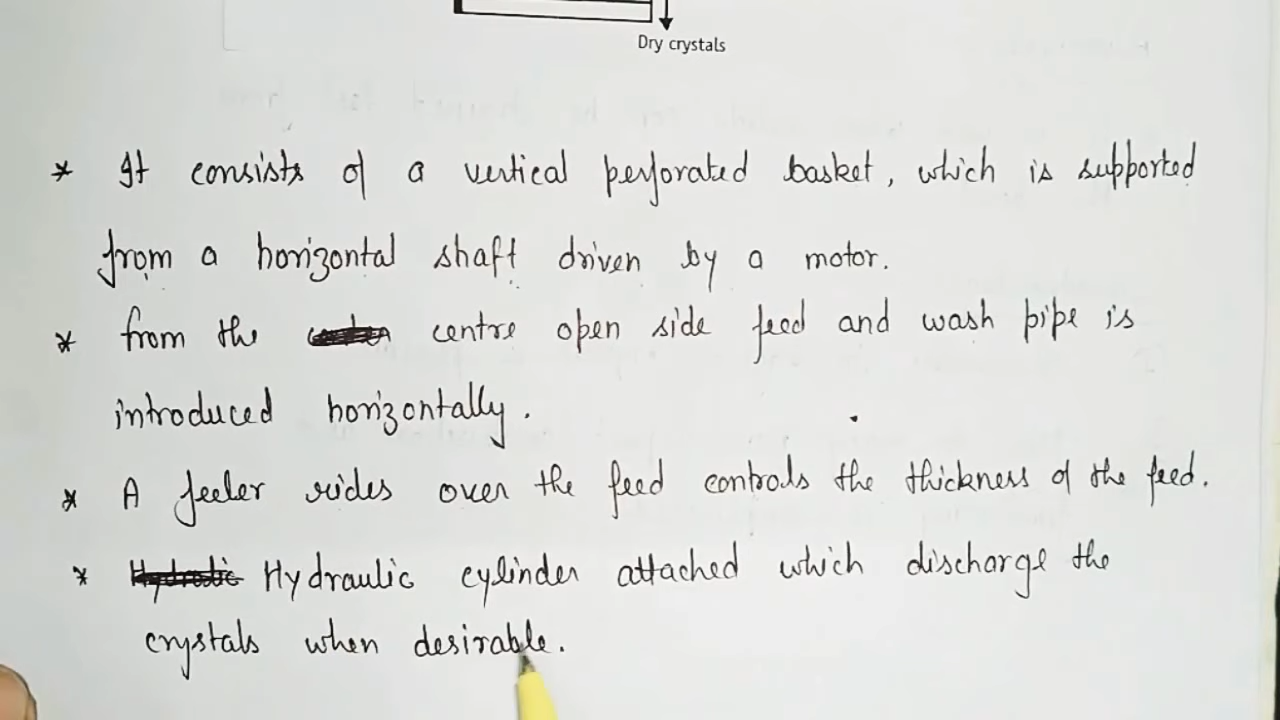 Dry crystals
* It consists of a vertical perforated basket, which is supported
from a horizontal shaft driven by a motor.
* from the centre open side feed and wash pipe is
introduced horizontally.
* A feeler rides over the feed controls the thickness of the feed.
* Hydraulic cylinder attached which discharge the
crystals when desirable.